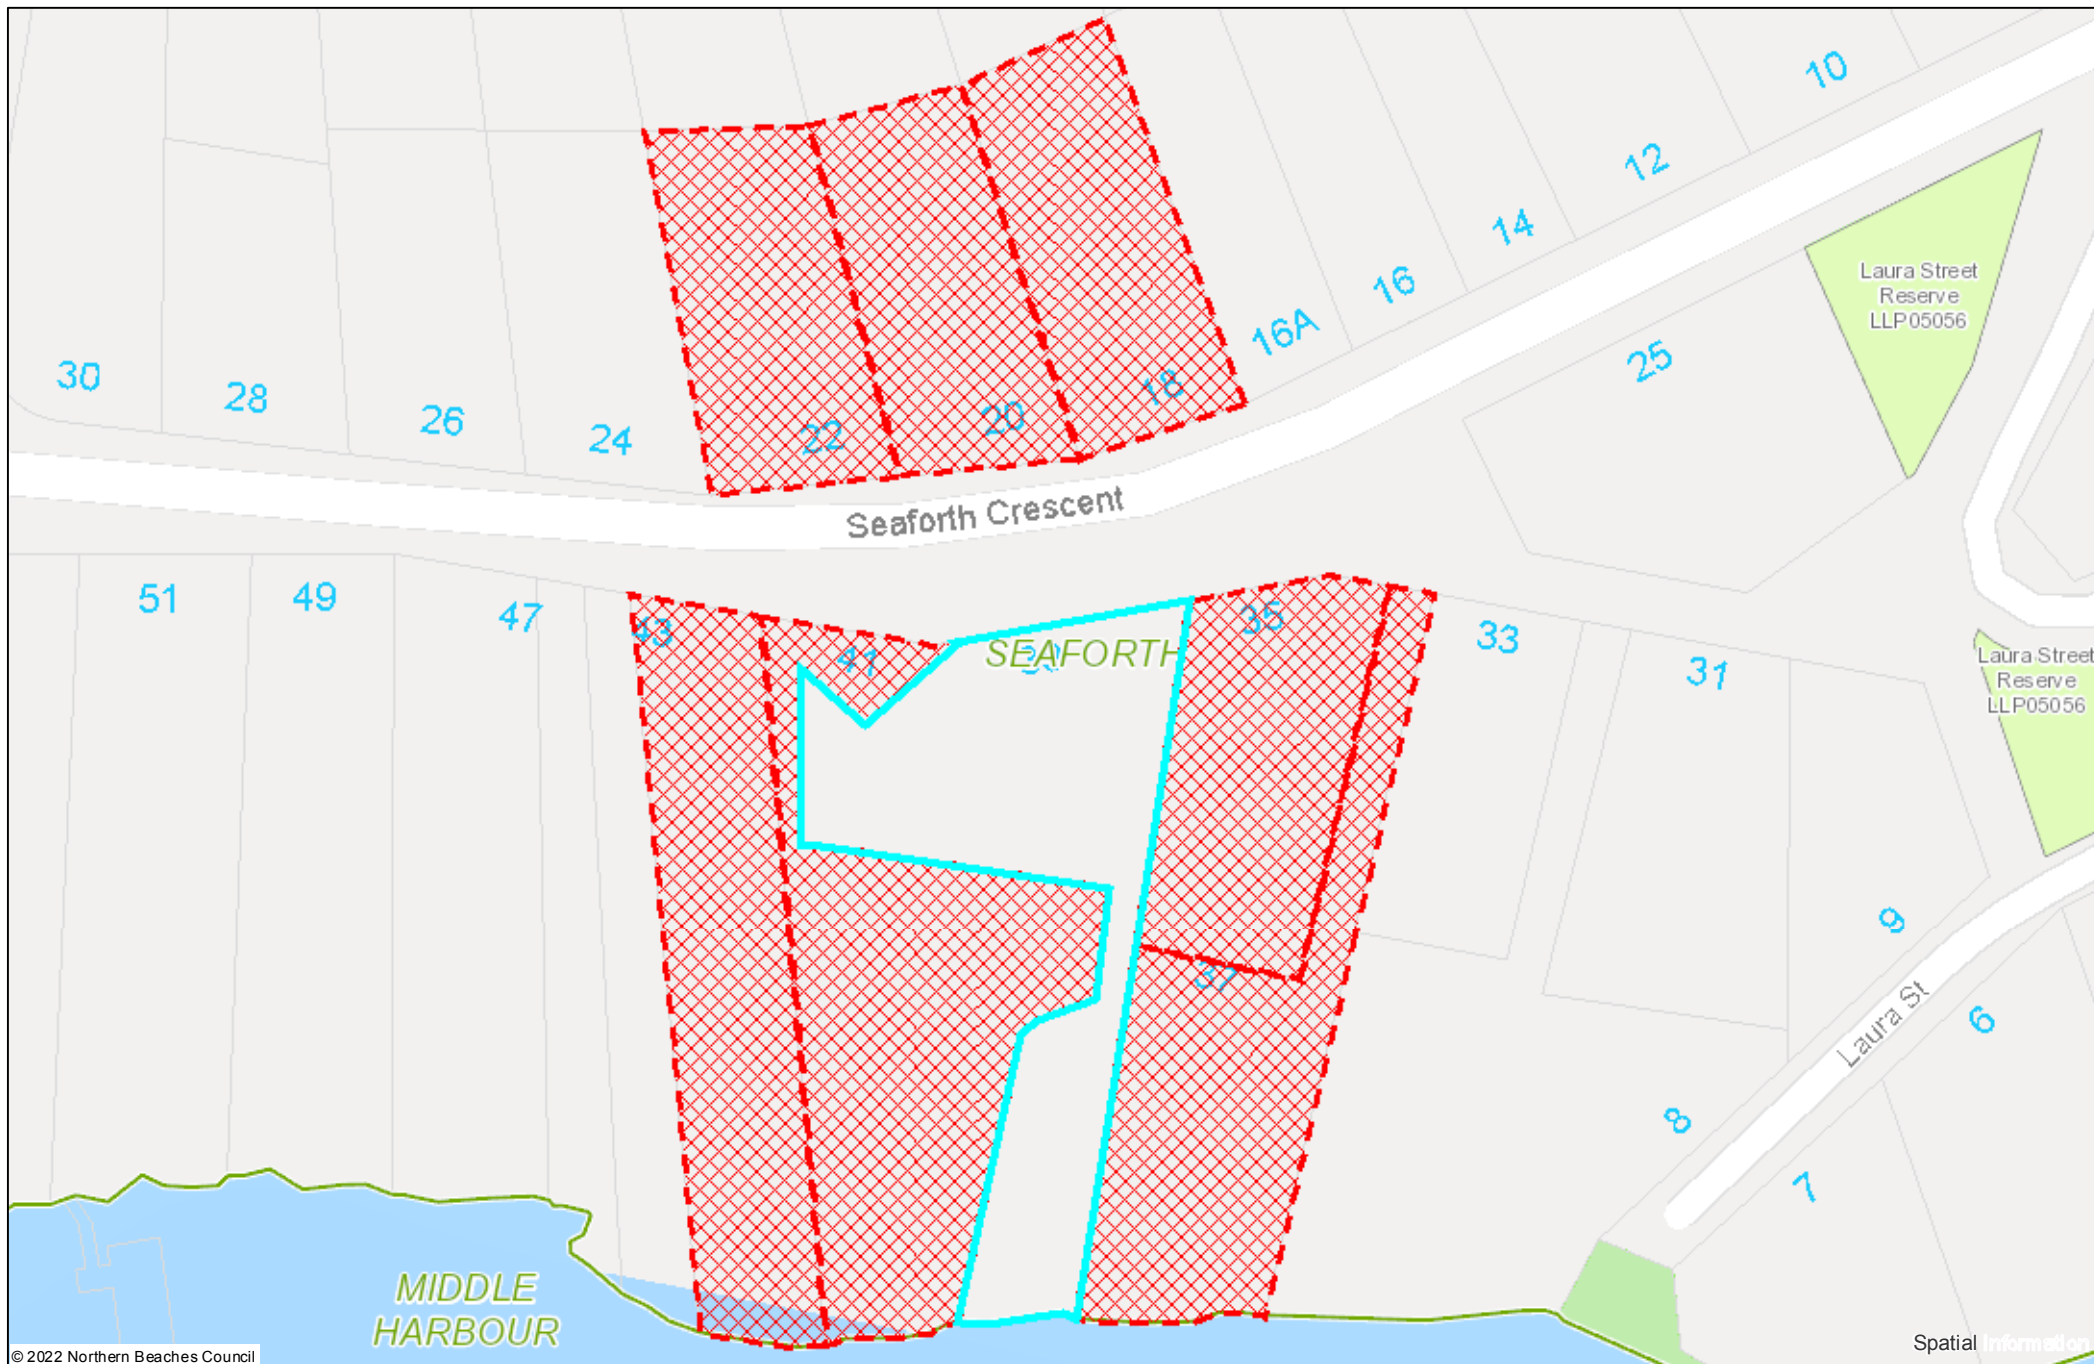 10
12
14
16
16A
18
20
22
24
26
28
30
Laura Street
Reserve
LLP05056
25
Seaforth Crescent
51
49
47
43
41
SEAFORTH
35
33
31
Laura Street
Reserve
LLP05056
37
9
6
Laura St
8
7
MIDDLE
HARBOUR
Spatial Information
© 2022 Northern Beaches Council